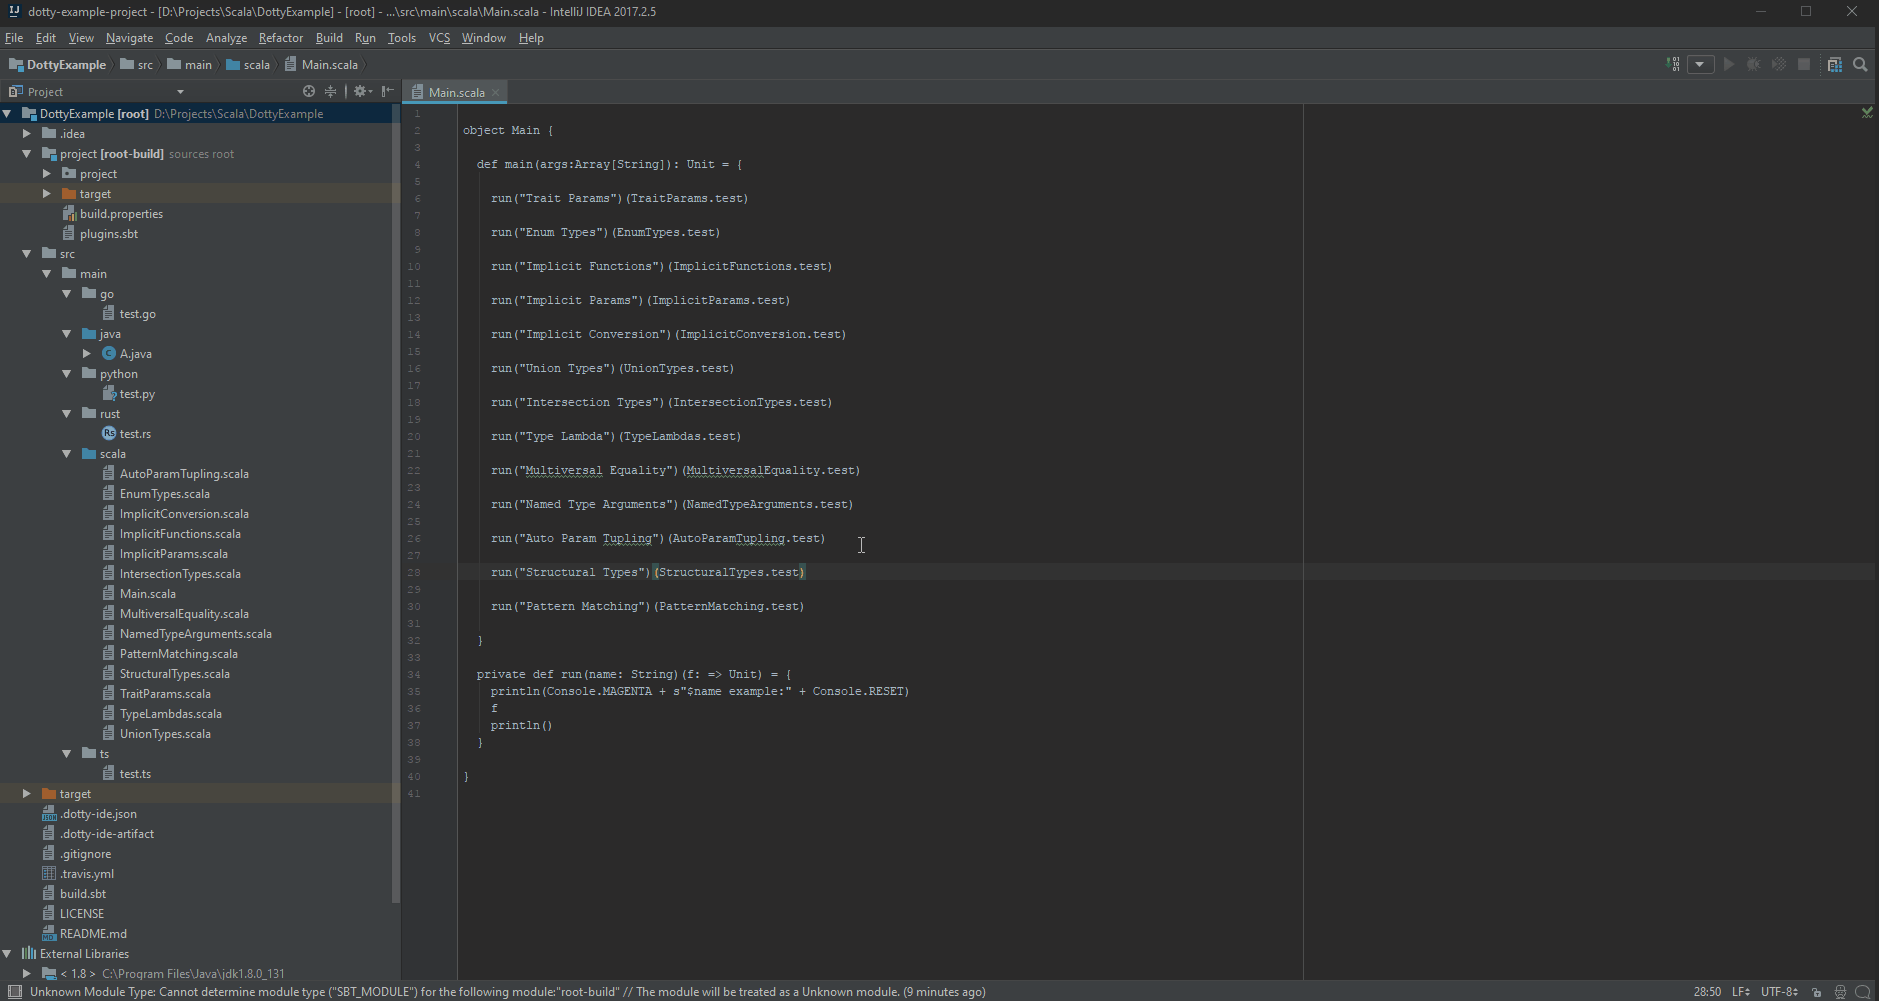 dotty-example-project - [D:\Projects\Scala\DottyExample] - [root] - ...\src\main\scala\Main.scala - IntelliJ IDEA 2017.2.5
File Edit View Navigate Code Analyze Refactor Build Run Tools VCS Window Help
DottyExample src main scala Main.scala
Project
Main.scala
DottyExample [root] D:\Projects\Scala\DottyExample
.idea
project [root-build] sources root
project
target
build.properties
plugins.sbt
src
main
go
test.go
java
A.java
python
test.py
rust
test.rs
scala
AutoParamTupling.scala
EnumTypes.scala
ImplicitConversion.scala
ImplicitFunctions.scala
ImplicitParams.scala
IntersectionTypes.scala
Main.scala
MultiversalEquality.scala
NamedTypeArguments.scala
PatternMatching.scala
StructuralTypes.scala
TraitParams.scala
TypeLambdas.scala
UnionTypes.scala
ts
test.ts
target
.dotty-ide.json
.dotty-ide-artifact
.gitignore
.travis.yml
build.sbt
LICENSE
README.md
External Libraries
< 1.8 > C:\Program Files\Java\jdk1.8.0_131
1
2 object Main {
3
4 def main(args:Array[String]): Unit = {
5
6 run("Trait Params")(TraitParams.test)
7
8 run("Enum Types")(EnumTypes.test)
9
10 run("Implicit Functions")(ImplicitFunctions.test)
11
12 run("Implicit Params")(ImplicitParams.test)
13
14 run("Implicit Conversion")(ImplicitConversion.test)
15
16 run("Union Types")(UnionTypes.test)
17
18 run("Intersection Types")(IntersectionTypes.test)
19
20 run("Type Lambda")(TypeLambdas.test)
21
22 run("Multiversal Equality")(MultiversalEquality.test)
23
24 run("Named Type Arguments")(NamedTypeArguments.test)
25
26 run("Auto Param Tupling")(AutoParamTupling.test)
27
28 run("Structural Types")(StructuralTypes.test)
29
30 run("Pattern Matching")(PatternMatching.test)
31
32 }
33
34 private def run(name: String)(f: => Unit) = {
35 println(Console.MAGENTA + s"$name example:" + Console.RESET)
36 f
37 println()
38 }
39
40 }
41
Unknown Module Type: Cannot determine module type ("SBT_MODULE") for the following module:"root-build" // The module will be treated as a Unknown module. (9 minutes ago)
28:50 LF UTF-8